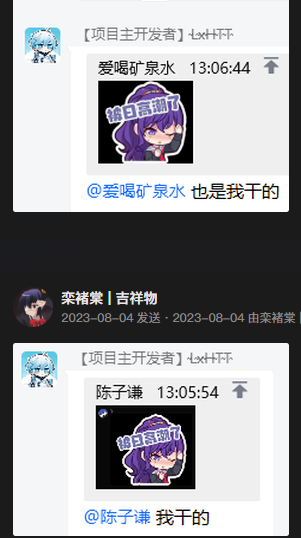 【项目主开发者】LxHTT
爱喝矿泉水 13:06:44
被日高潮了
@爱喝矿泉水 也是我干的
栾褚棠 | 吉祥物
2023-08-04 发送 · 2023-08-04 由栾褚棠
【项目主开发者】LxHTT
陈子谦 13:05:54
被日高潮了
@陈子谦 我干的